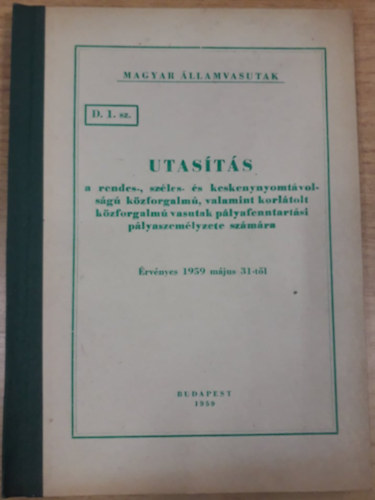 MAGYAR ÁLLAMVASUTAK
D. 1. sz.
UTASÍTÁS
a rendes-, széles- és keskenynyomtávol-
ságú közforgalmú, valamint korlátolt
közforgalmú vasutak pályafenntartási
pályaszemélyzete számára
Érvényes 1959 május 31-től
BUDAPEST
1959